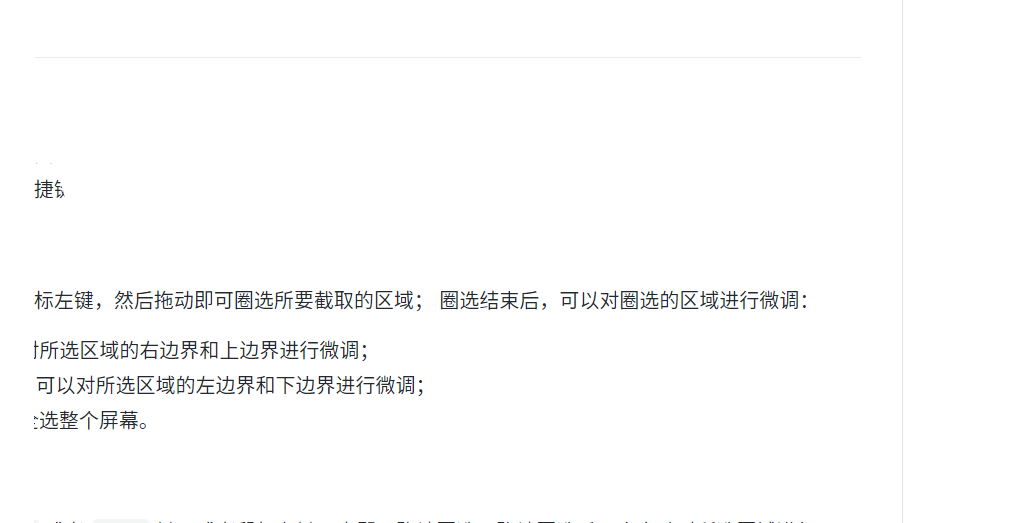 捷
标左键，然后拖动即可圈选所要截取的区域； 圈选结束后，可以对圈选的区域进行微调：
所选区域的右边界和上边界进行微调；
可以对所选区域的左边界和下边界进行微调；
选整个屏幕。